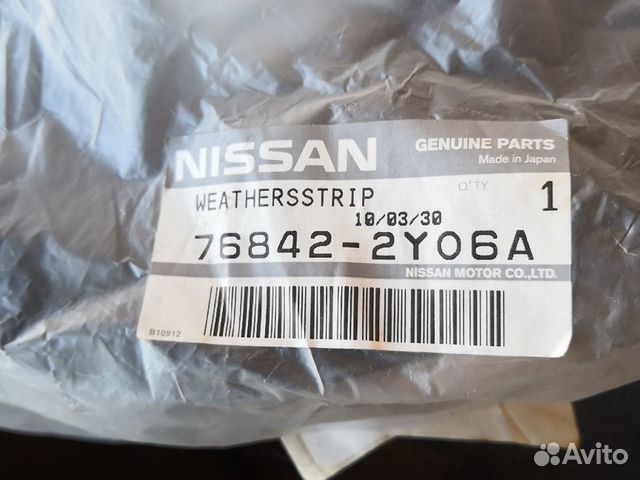 NISSAN
GENUINE PARTS
Made in Japan
WEATHERSSTRIP
Q'TY
1
10/03/30
76842-2Y06A
NISSAN MOTOR CO.,LTD.
B10912
Avito